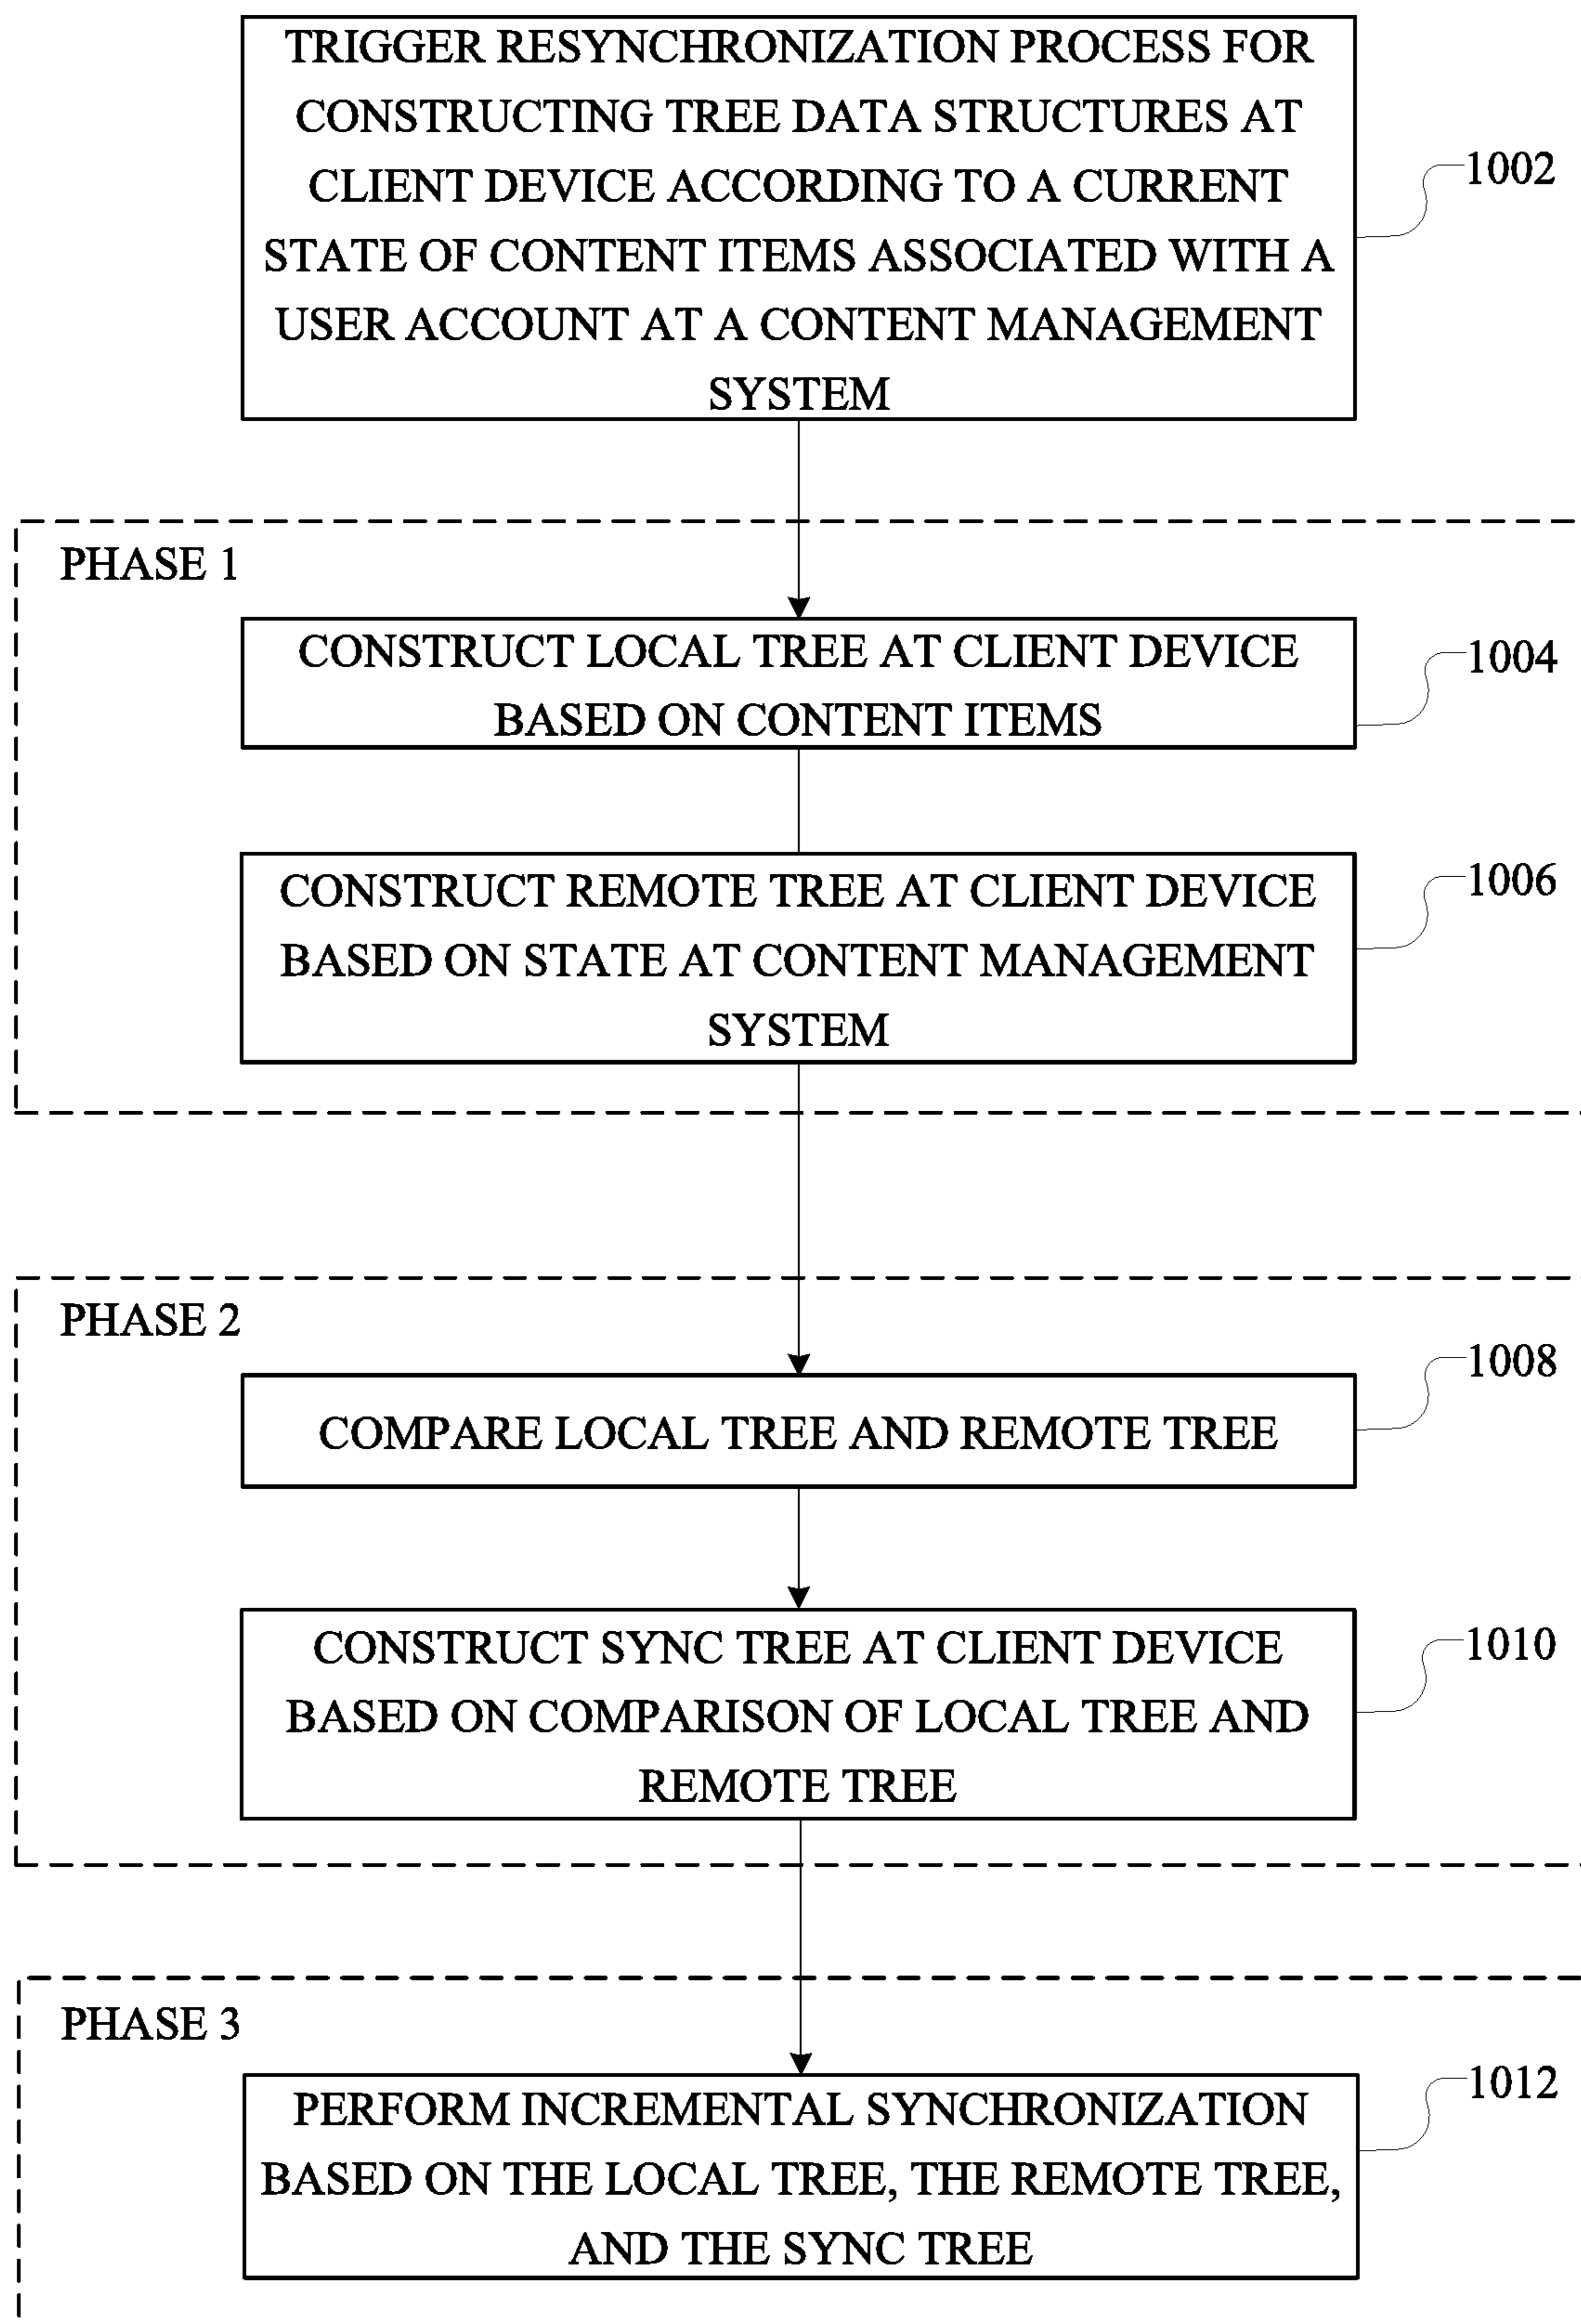 TRIGGER RESYNCHRONIZATION PROCESS FOR
CONSTRUCTING TREE DATA STRUCTURES AT
CLIENT DEVICE ACCORDING TO A CURRENT
STATE OF CONTENT ITEMS ASSOCIATED WITH A
USER ACCOUNT AT A CONTENT MANAGEMENT
SYSTEM
1002
PHASE 1
CONSTRUCT LOCAL TREE AT CLIENT DEVICE
BASED ON CONTENT ITEMS
1004
CONSTRUCT REMOTE TREE AT CLIENT DEVICE
BASED ON STATE AT CONTENT MANAGEMENT
SYSTEM
1006
PHASE 2
COMPARE LOCAL TREE AND REMOTE TREE
1008
CONSTRUCT SYNC TREE AT CLIENT DEVICE
BASED ON COMPARISON OF LOCAL TREE AND
REMOTE TREE
1010
PHASE 3
PERFORM INCREMENTAL SYNCHRONIZATION
BASED ON THE LOCAL TREE, THE REMOTE TREE,
AND THE SYNC TREE
1012